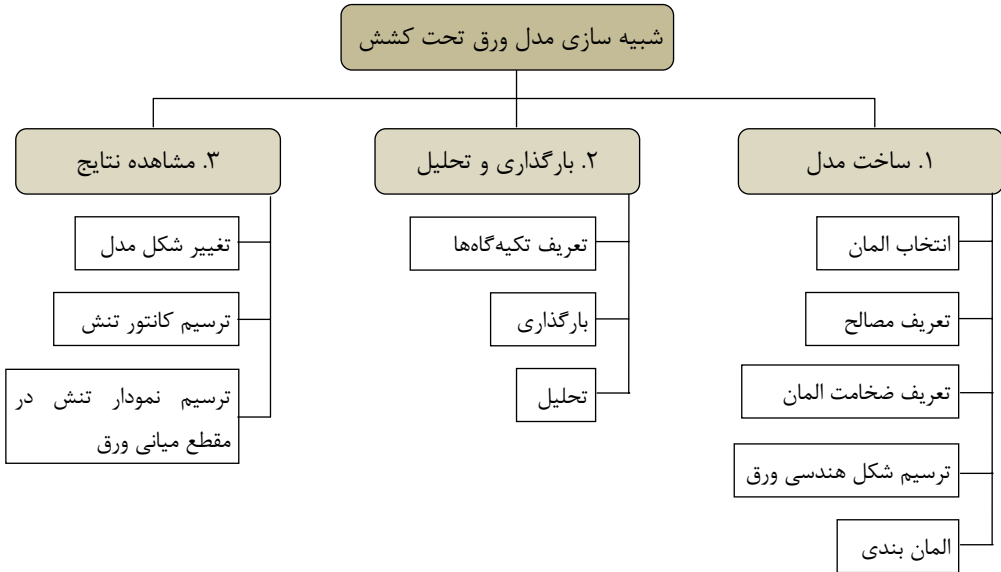 شبیه سازی مدل ورق تحت کشش
۱. ساخت مدل
انتخاب المان
تعریف مصالح
تعریف ضخامت المان
ترسیم شکل هندسی ورق
المان بندی
۲. بارگذاری و تحلیل
تعریف تکیه‌گاه‌ها
بارگذاری
تحلیل
۳. مشاهده نتایج
تغییر شکل مدل
ترسیم کانتور تنش
ترسیم نمودار تنش در
مقطع میانی ورق